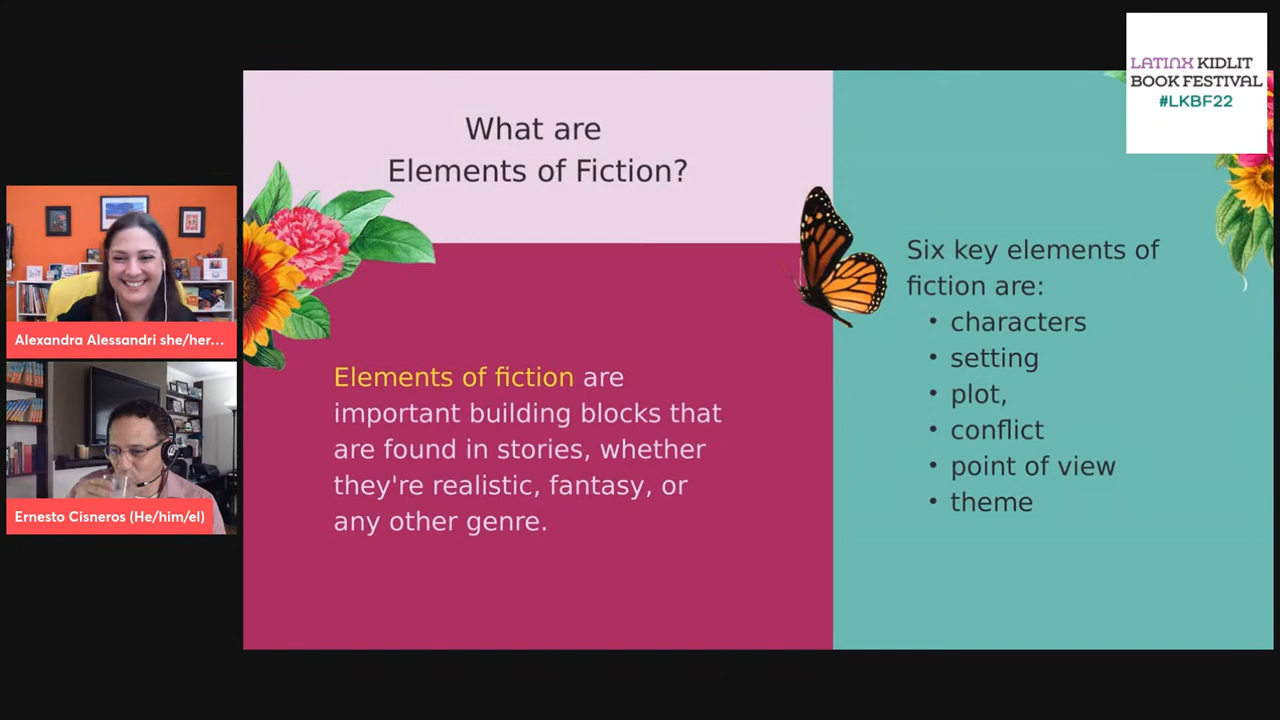 LATINX KIDLIT
BOOK FESTIVAL
#LKBF22
What are
Elements of Fiction?
Elements of fiction are
important building blocks that
are found in stories, whether
they're realistic, fantasy, or
any other genre.
Six key elements of
fiction are:
• characters
• setting
• plot,
• conflict
• point of view
• theme
Alexandra Alessandri she/her...
Ernesto Cisneros (He/him/el)